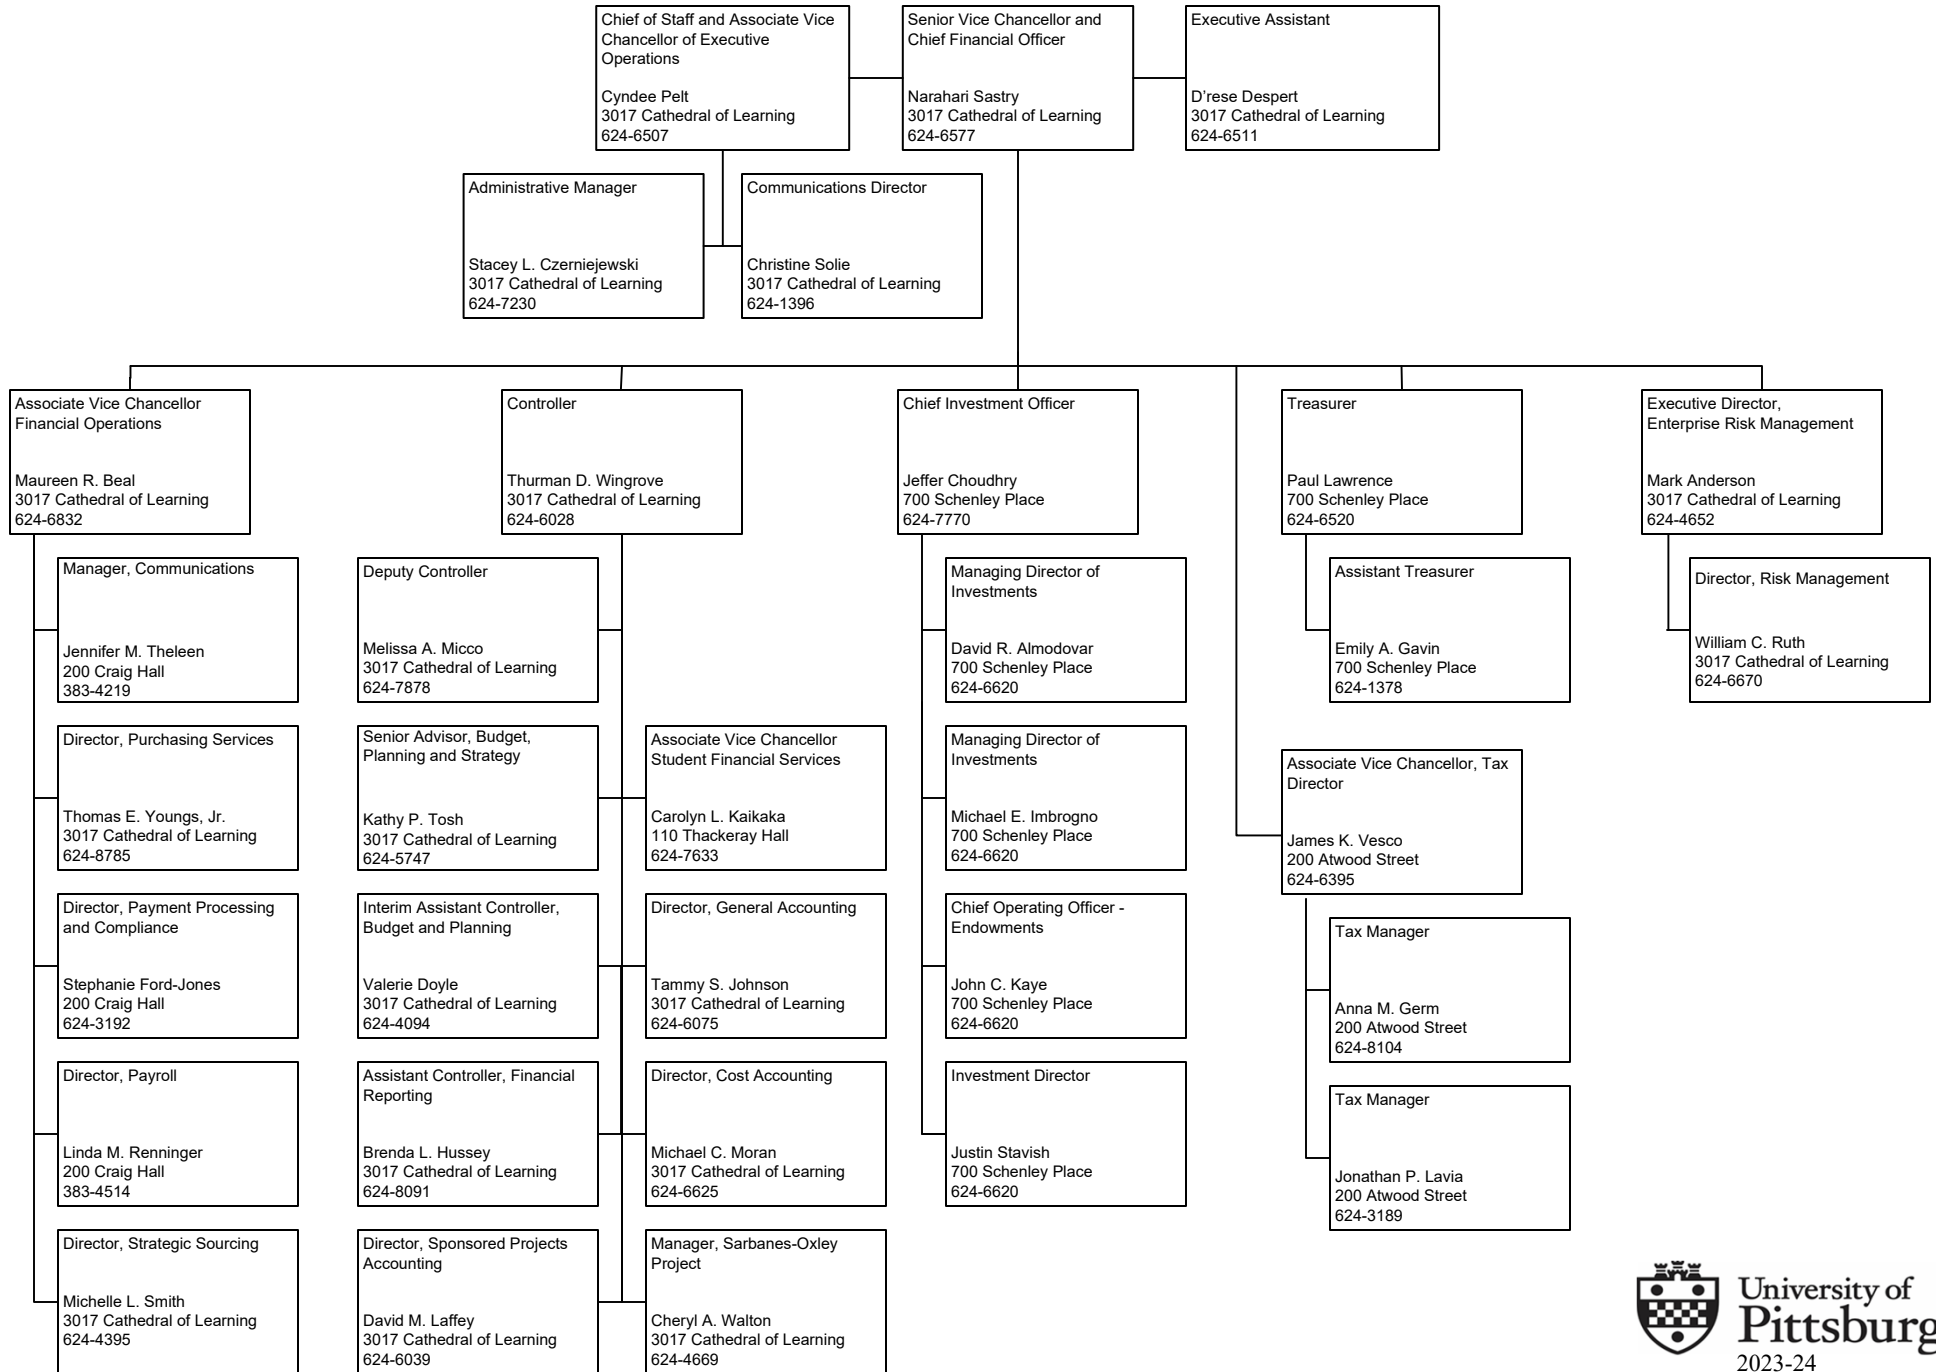 Chief of Staff and Associate Vice
Chancellor of Executive
Operations
Cyndee Pelt
3017 Cathedral of Learning
624-6507
Senior Vice Chancellor and
Chief Financial Officer
Narahari Sastry
3017 Cathedral of Learning
624-6577
Executive Assistant
D'rese Despert
3017 Cathedral of Learning
624-6511
Administrative Manager
Stacey L. Czerniejewski
3017 Cathedral of Learning
624-7230
Communications Director
Christine Solie
3017 Cathedral of Learning
624-1396
Associate Vice Chancellor
Financial Operations
Maureen R. Beal
3017 Cathedral of Learning
624-6832
Controller
Thurman D. Wingrove
3017 Cathedral of Learning
624-6028
Chief Investment Officer
Jeffer Choudhry
700 Schenley Place
624-7770
Treasurer
Paul Lawrence
700 Schenley Place
624-6520
Executive Director,
Enterprise Risk Management
Mark Anderson
3017 Cathedral of Learning
624-4652
Manager, Communications
Jennifer M. Theleen
200 Craig Hall
383-4219
Deputy Controller
Melissa A. Micco
3017 Cathedral of Learning
624-7878
Managing Director of
Investments
David R. Almodovar
700 Schenley Place
624-6620
Assistant Treasurer
Emily A. Gavin
700 Schenley Place
624-1378
Director, Risk Management
William C. Ruth
3017 Cathedral of Learning
624-6670
Director, Purchasing Services
Thomas E. Youngs, Jr.
3017 Cathedral of Learning
624-8785
Senior Advisor, Budget,
Planning and Strategy
Kathy P. Tosh
3017 Cathedral of Learning
624-5747
Associate Vice Chancellor
Student Financial Services
Carolyn L. Kaikaka
110 Thackeray Hall
624-7633
Managing Director of
Investments
Michael E. Imbrogno
700 Schenley Place
624-6620
Associate Vice Chancellor, Tax
Director
James K. Vesco
200 Atwood Street
624-6395
Director, Payment Processing
and Compliance
Stephanie Ford-Jones
200 Craig Hall
624-3192
Interim Assistant Controller,
Budget and Planning
Valerie Doyle
3017 Cathedral of Learning
624-4094
Director, General Accounting
Tammy S. Johnson
3017 Cathedral of Learning
624-6075
Chief Operating Officer -
Endowments
John C. Kaye
700 Schenley Place
624-6620
Tax Manager
Anna M. Germ
200 Atwood Street
624-8104
Director, Payroll
Linda M. Renninger
200 Craig Hall
383-4514
Assistant Controller, Financial
Reporting
Brenda L. Hussey
3017 Cathedral of Learning
624-8091
Director, Cost Accounting
Michael C. Moran
3017 Cathedral of Learning
624-6625
Investment Director
Justin Stavish
700 Schenley Place
624-6620
Tax Manager
Jonathan P. Lavia
200 Atwood Street
624-3189
Director, Strategic Sourcing
Michelle L. Smith
3017 Cathedral of Learning
624-4395
Director, Sponsored Projects
Accounting
David M. Laffey
3017 Cathedral of Learning
624-6039
Manager, Sarbanes-Oxley
Project
Cheryl A. Walton
3017 Cathedral of Learning
624-4669
University of
Pittsburg
2023-24